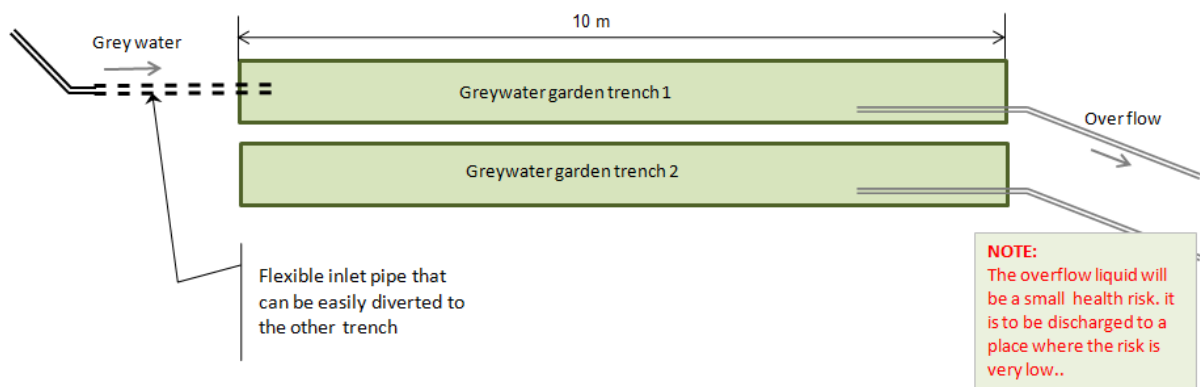 10 m
Grey water
Greywater garden trench 1
Over flow
Greywater garden trench 2
Flexible inlet pipe that
can be easily diverted to
the other trench
NOTE:
The overflow liquid will
be a small health risk. it
is to be discharged to a
place where the risk is
very low..